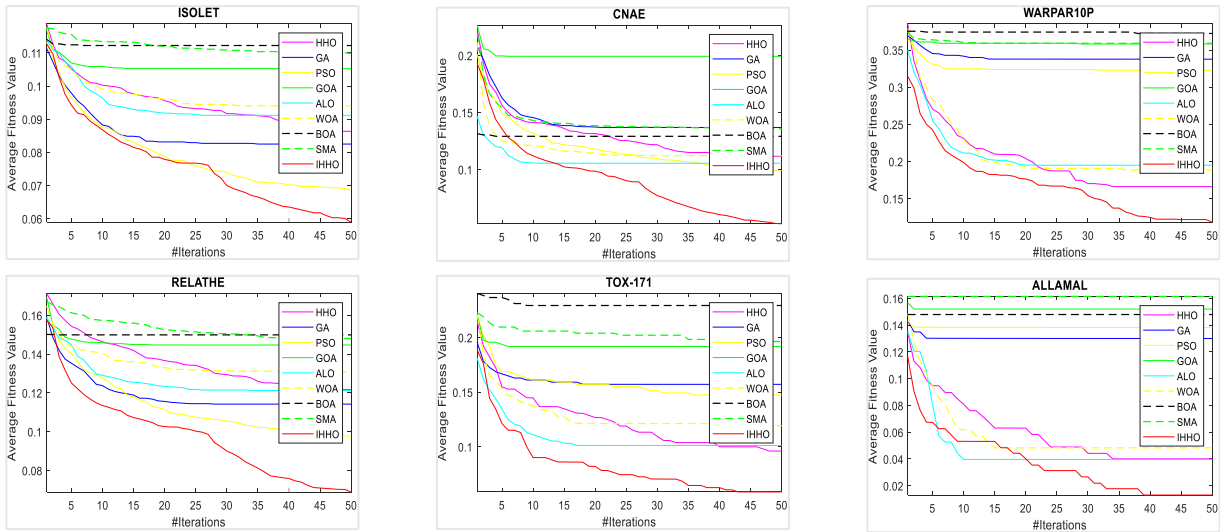 ISOLET
Average Fitness Value
0.11
0.1
0.09
0.08
0.07
0.06
5 10 15 20 25 30 35 40 45 50
#Iterations
HHO
GA
PSO
GOA
ALO
WOA
BOA
SMA
IHHO
CNAE
Average Fitness Value
0.2
0.15
0.1
5 10 15 20 25 30 35 40 45 50
#Iterations
HHO
GA
PSO
GOA
ALO
WOA
BOA
SMA
IHHO
WARPAR10P
Average Fitness Value
0.35
0.3
0.25
0.2
0.15
5 10 15 20 25 30 35 40 45 50
#Iterations
HHO
GA
PSO
GOA
ALO
WOA
BOA
SMA
IHHO
RELATHE
Average Fitness Value
0.16
0.14
0.12
0.1
0.08
5 10 15 20 25 30 35 40 45 50
#Iterations
HHO
GA
PSO
GOA
ALO
WOA
BOA
SMA
IHHO
TOX-171
Average Fitness Value
0.2
0.15
0.1
5 10 15 20 25 30 35 40 45 50
#Iterations
HHO
GA
PSO
GOA
ALO
WOA
BOA
SMA
IHHO
ALLAMAL
Average Fitness Value
0.16
0.14
0.12
0.1
0.08
0.06
0.04
0.02
5 10 15 20 25 30 35 40 45 50
#Iterations
HHO
GA
PSO
GOA
ALO
WOA
BOA
SMA
IHHO